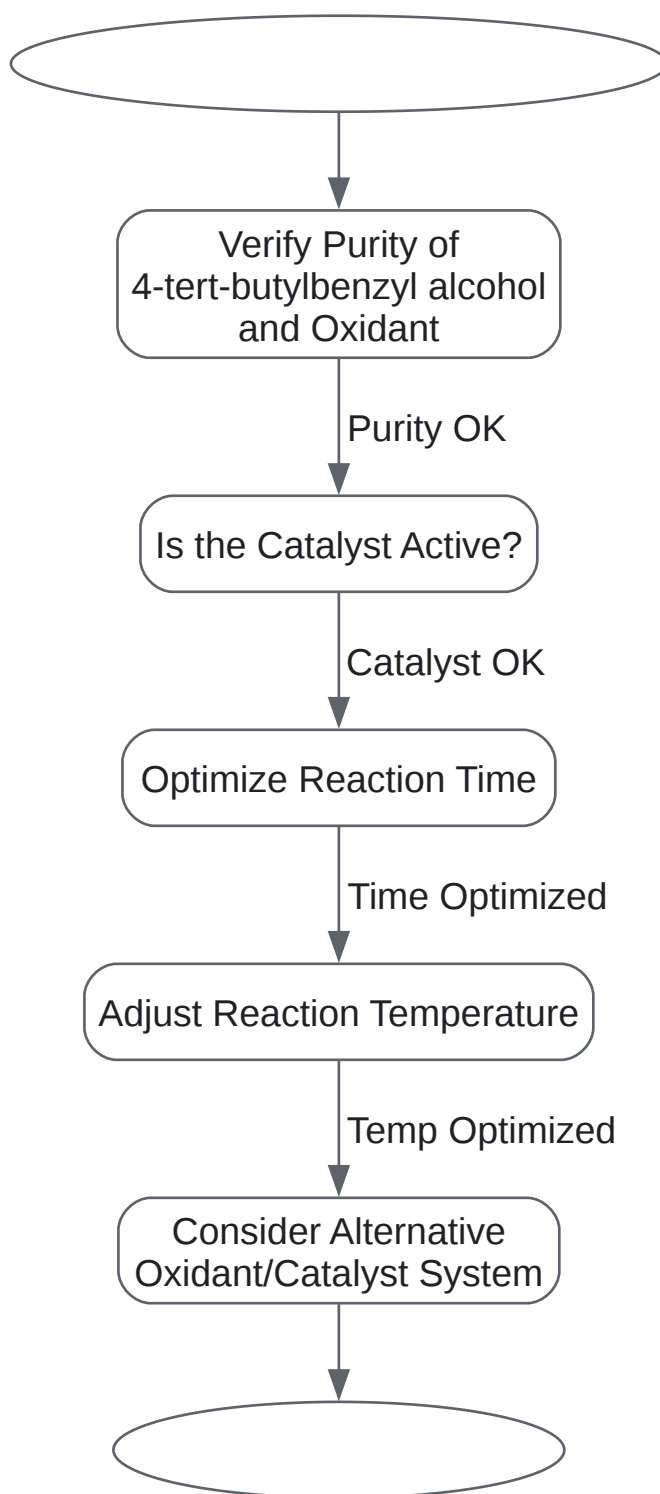 Verify Purity of
4-tert-butylbenzyl alcohol
and Oxidant
Purity OK
Is the Catalyst Active?
Catalyst OK
Optimize Reaction Time
Time Optimized
Adjust Reaction Temperature
Temp Optimized
Consider Alternative
Oxidant/Catalyst System